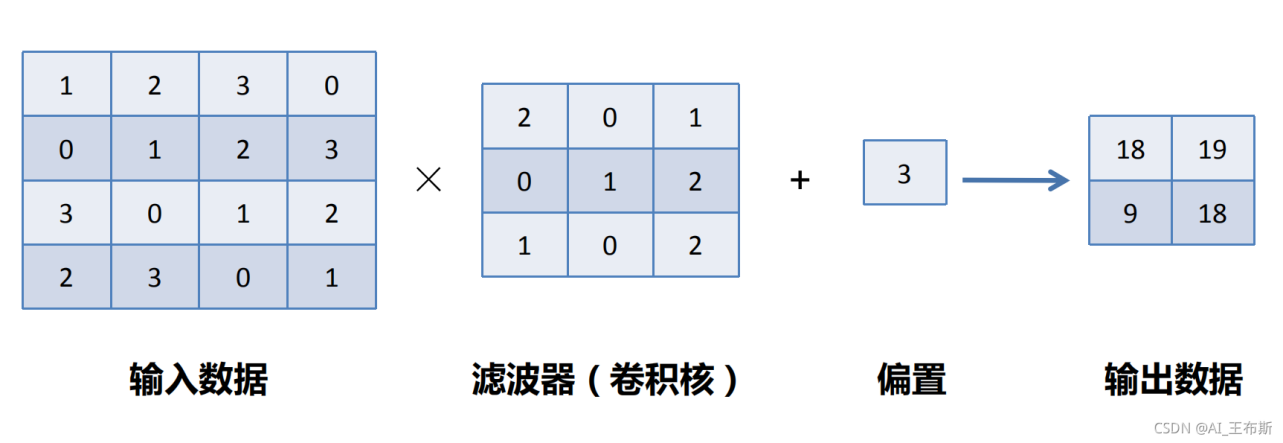 1 2 3 0
0 1 2 3
3 0 1 2
2 3 0 1
×
2 0 1
0 1 2
1 0 2
+
3
18 19
9 18
输入数据
滤波器（卷积核）
偏置
输出数据
CSDN @AI_王布斯